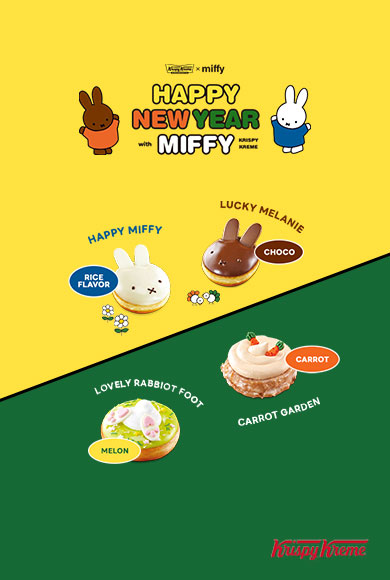 Krispy Kreme × miffy
HAPPY
NEW YEAR
with MIFFY KRISPY KREME
LUCKY MELANIE
HAPPY MIFFY
CHOCO
RICE
FLAVOR
CARROT
LOVELY RABBIOT FOOT
CARROT GARDEN
MELON
Krispy Kreme